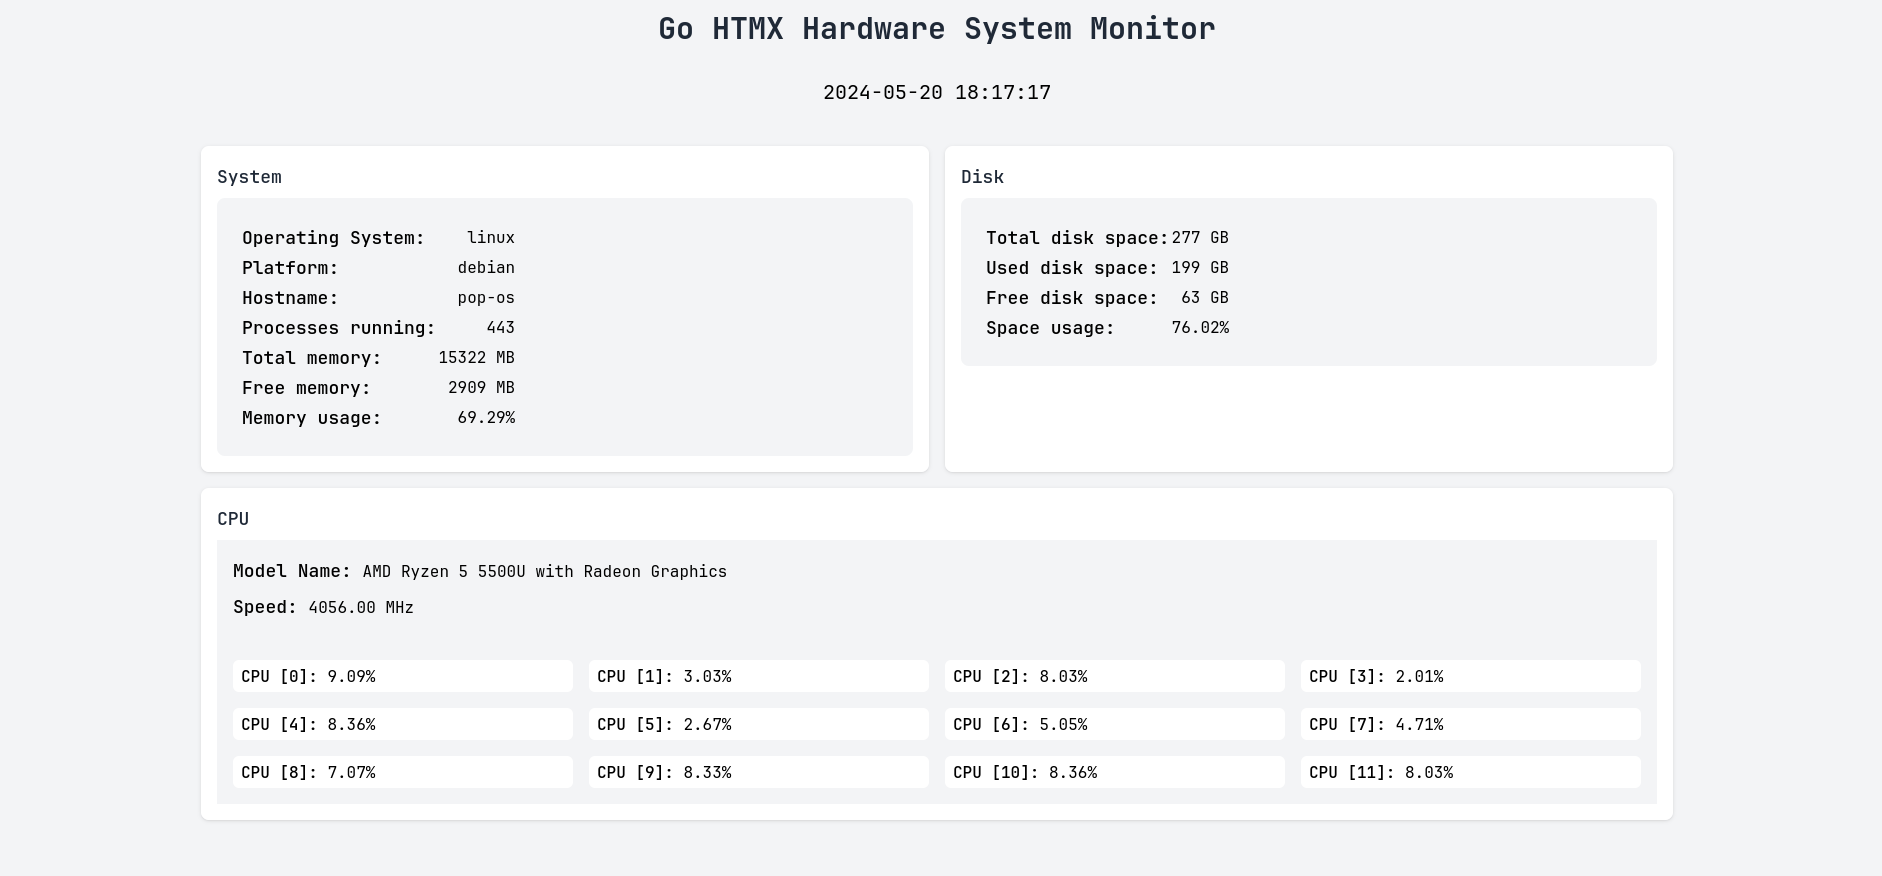 Go HTMX Hardware System Monitor
2024-05-20 18:17:17
System
Operating System: linux
Platform: debian
Hostname: pop-os
Processes running: 443
Total memory: 15322 MB
Free memory: 2909 MB
Memory usage: 69.29%
Disk
Total disk space: 277 GB
Used disk space: 199 GB
Free disk space: 63 GB
Space usage: 76.02%
CPU
Model Name: AMD Ryzen 5 5500U with Radeon Graphics
Speed: 4056.00 MHz
CPU [0]: 9.09% CPU [1]: 3.03% CPU [2]: 8.03% CPU [3]: 2.01%
CPU [4]: 8.36% CPU [5]: 2.67% CPU [6]: 5.05% CPU [7]: 4.71%
CPU [8]: 7.07% CPU [9]: 8.33% CPU [10]: 8.36% CPU [11]: 8.03%